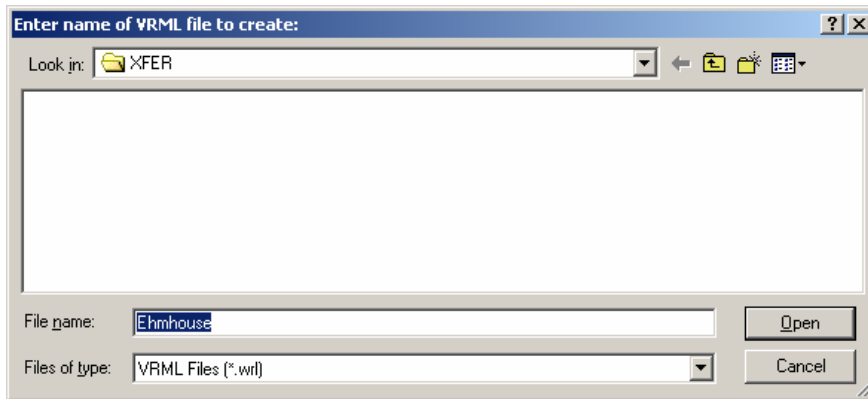 Enter name of VRML file to create:
Look in: XFER
File name: Ehmhouse Open
Files of type: VRML Files (*.wrl) Cancel